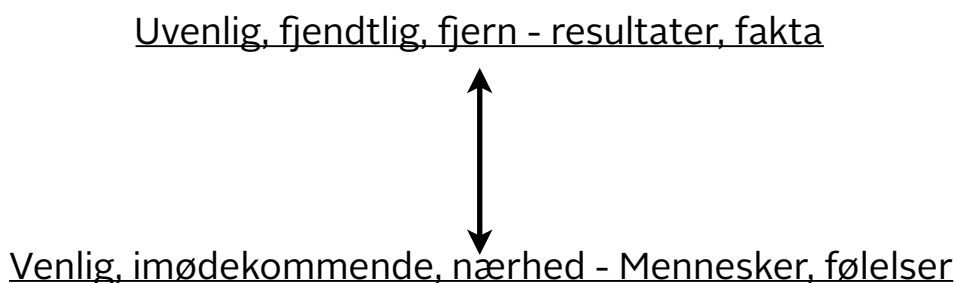 Uvenlig, fjendtlig, fjern - resultater, fakta
Venlig, imødekommende, nærhed - Mennesker, følelser